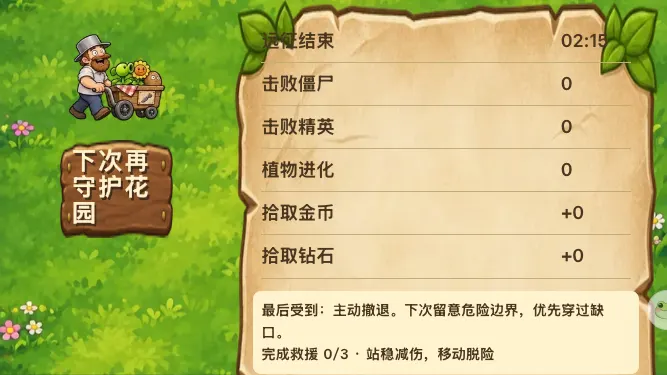 下次再
守护花
园
远征结束 02:15
击败僵尸 0
击败精英 0
植物进化 0
拾取金币 +0
拾取钻石 +0
最后受到：主动撤退。下次留意危险边界，优先穿过缺
口。
完成救援 0/3 · 站稳减伤，移动脱险